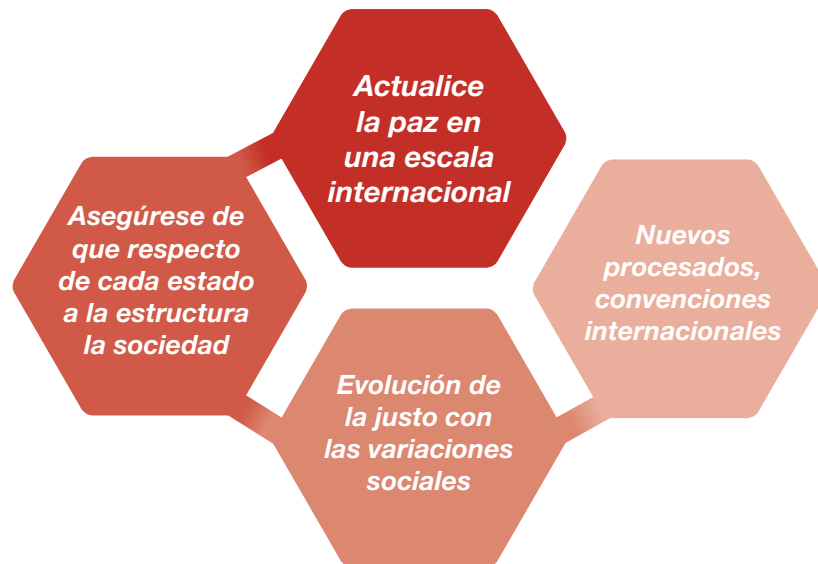 Actualice
la paz en
una escala
internacional
Asegúrese de
que respecto
de cada estado
a la estructura
la sociedad
Evolución de
la justo con
las variaciones
sociales
Nuevos
procesados,
convenciones
internacionales